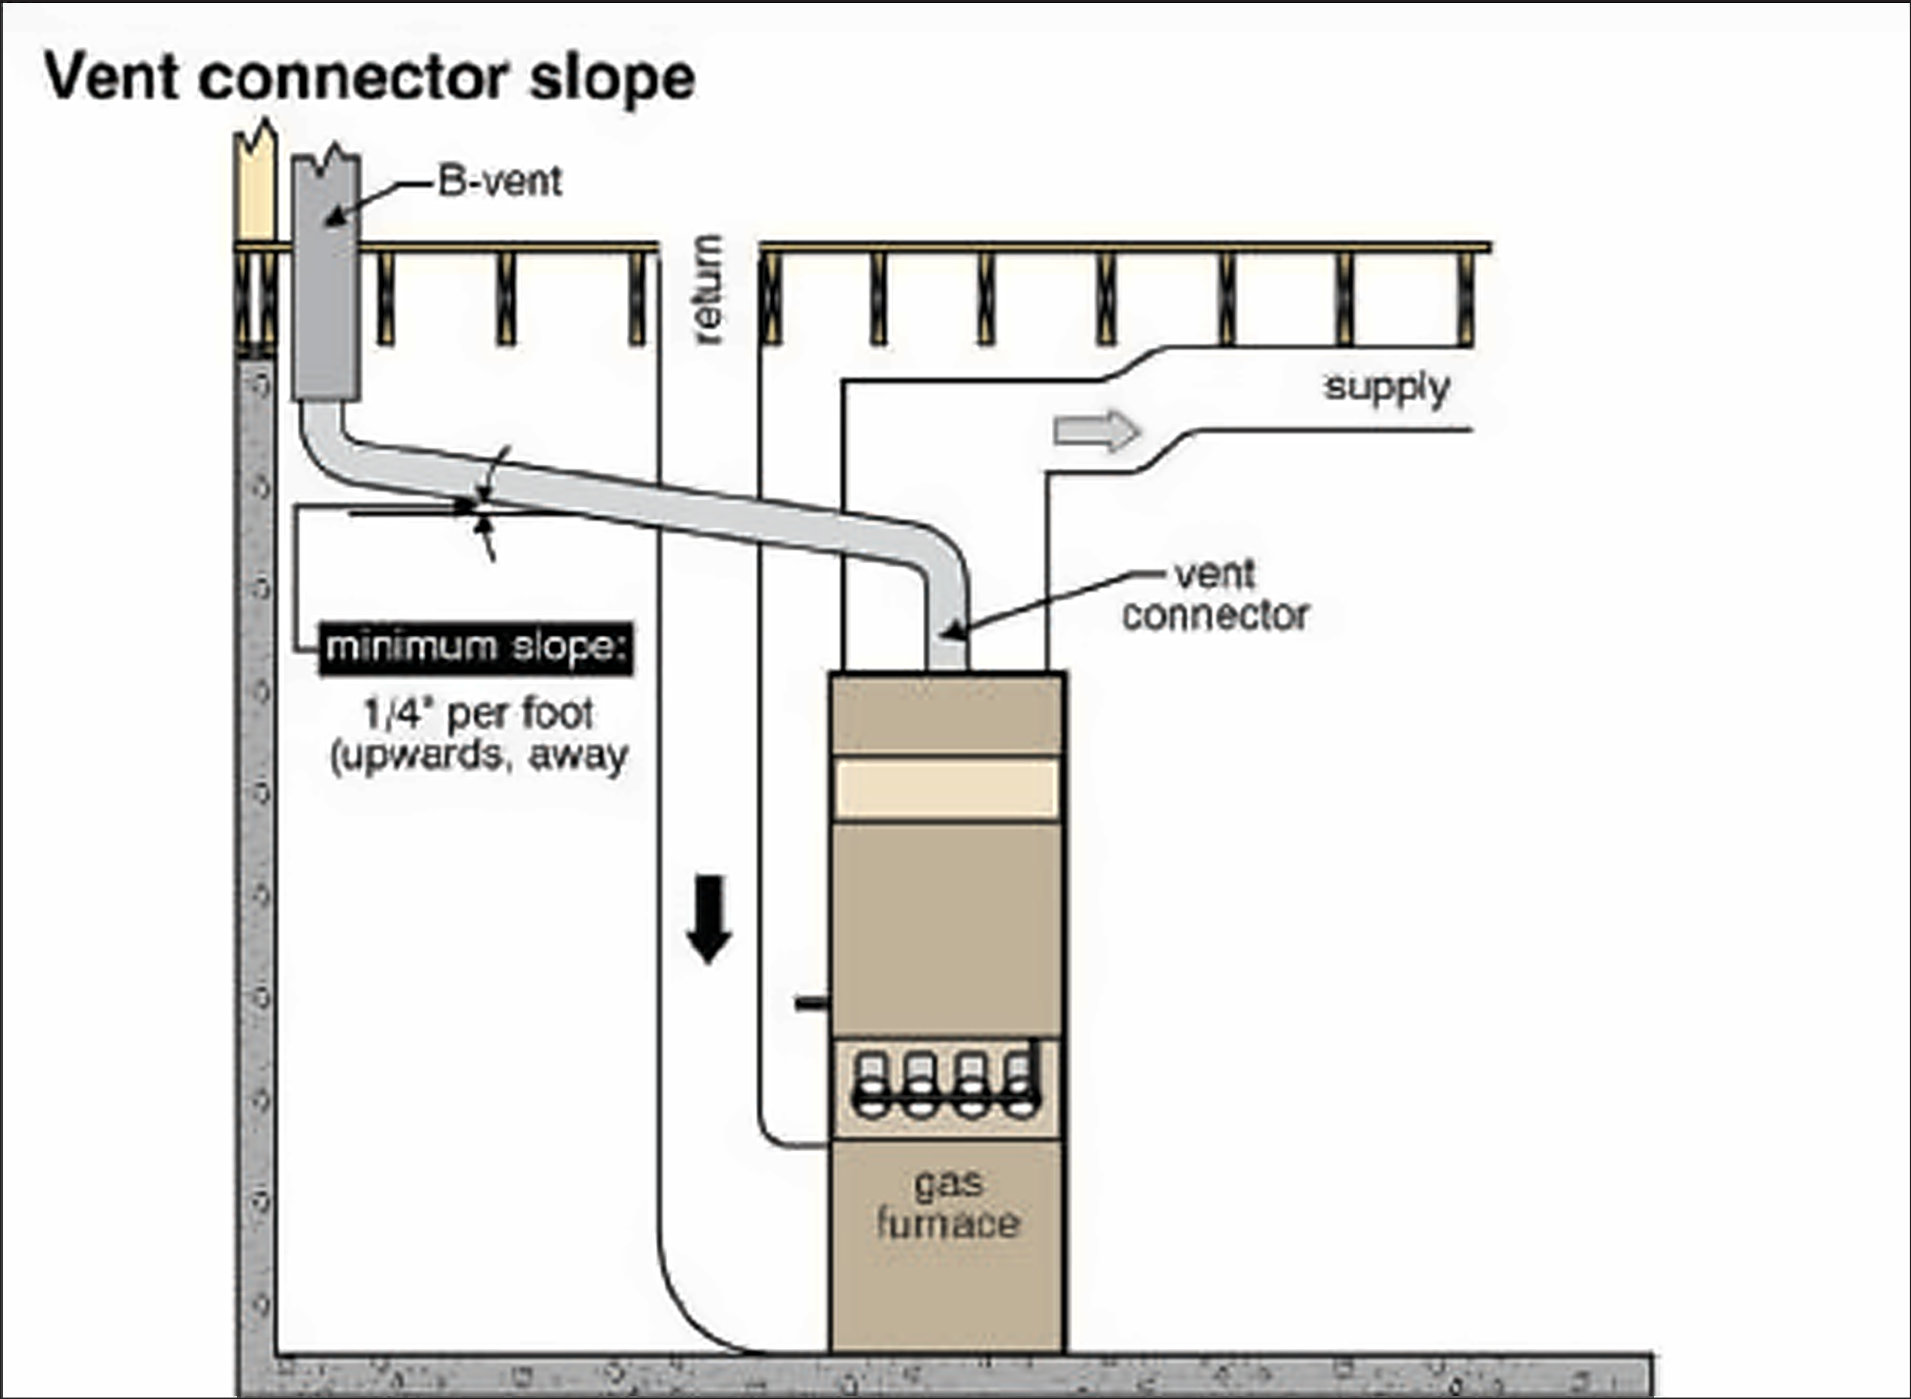 Vent connector slope
B-vent
return
supply
vent
connector
minimum slope:
1/4" per foot
(upwards, away
gas
furnace